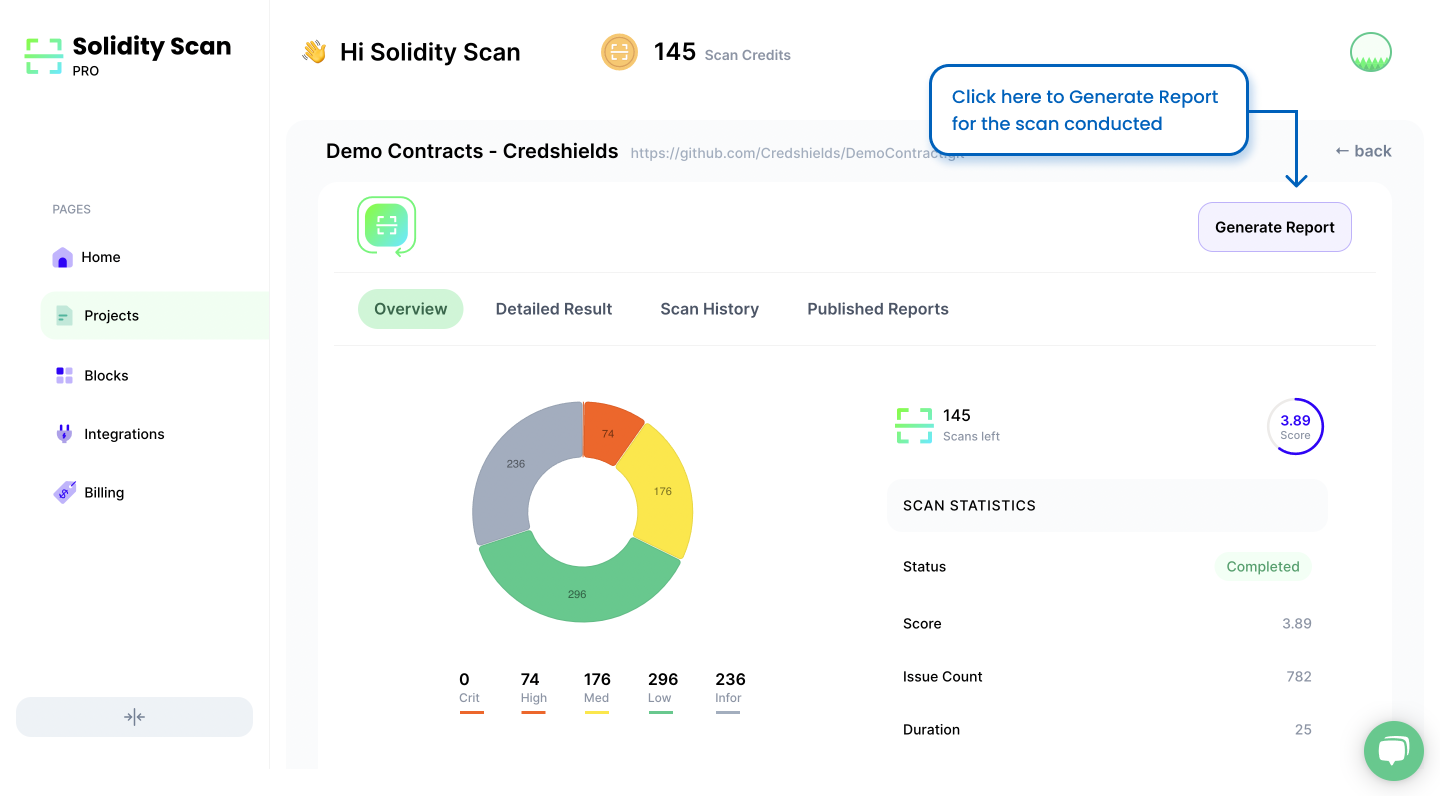 Solidity Scan
PRO
Hi Solidity Scan
145 Scan Credits
Click here to Generate Report
for the scan conducted
Demo Contracts - Credshields https://github.com/Credshields/DemoContract.git
← back
Generate Report
PAGES
Home
Projects
Blocks
Integrations
Billing
Overview Detailed Result Scan History Published Reports
74
236
176
296
145
Scans left
3.89
Score
SCAN STATISTICS
Status Completed
Score 3.89
Issue Count 782
Duration 25
0 74 176 296 236
Crit High Med Low Infor